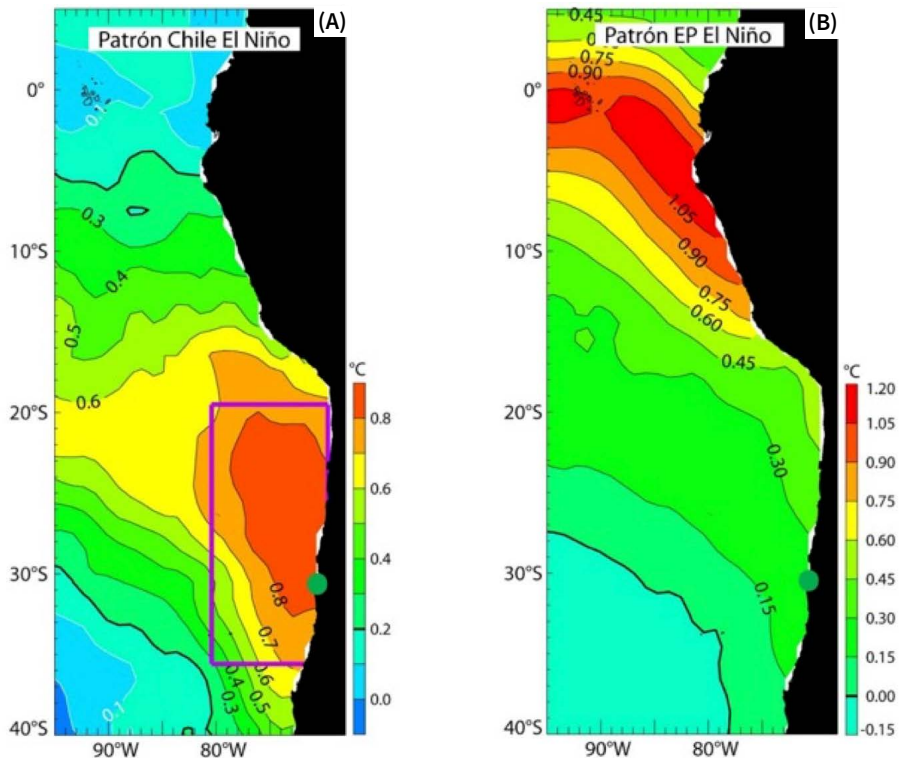 Patrón Chile El Niño
(A)
0°
10°S
20°S
30°S
40°S
90°W
80°W
0.1
0.3
0.4
0.5
0.6
0.8
0.7
0.6
0.5
0.4
0.3
0.1
°C
0.8
0.6
0.4
0.2
0.0
Patrón EP El Niño
(B)
0°
10°S
20°S
30°S
40°S
90°W
80°W
0.45
0.75
0.90
1.05
0.90
0.75
0.60
0.45
0.30
0.15
°C
1.20
1.05
0.90
0.75
0.60
0.45
0.30
0.15
0.00
-0.15